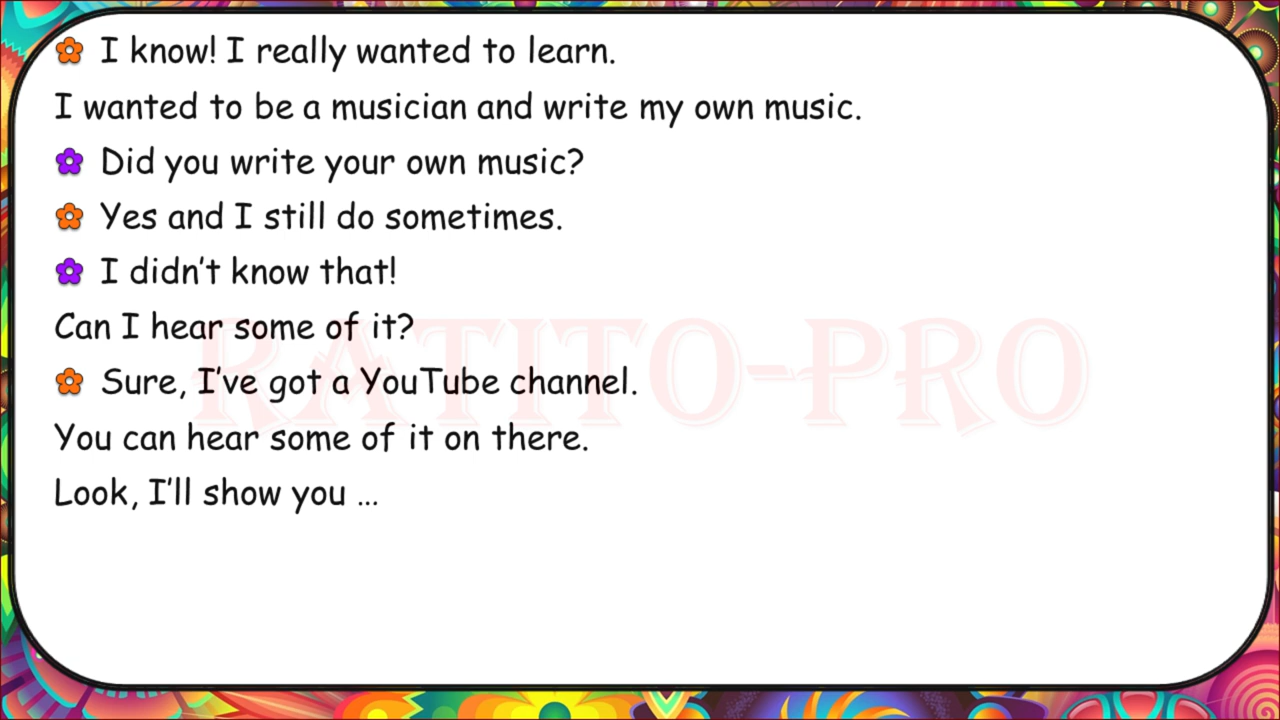 I know! I really wanted to learn.
I wanted to be a musician and write my own music.
Did you write your own music?
Yes and I still do sometimes.
I didn't know that!
Can I hear some of it?
RATITO-PRO
Sure, I've got a YouTube channel.
You can hear some of it on there.
Look, I'll show you ...